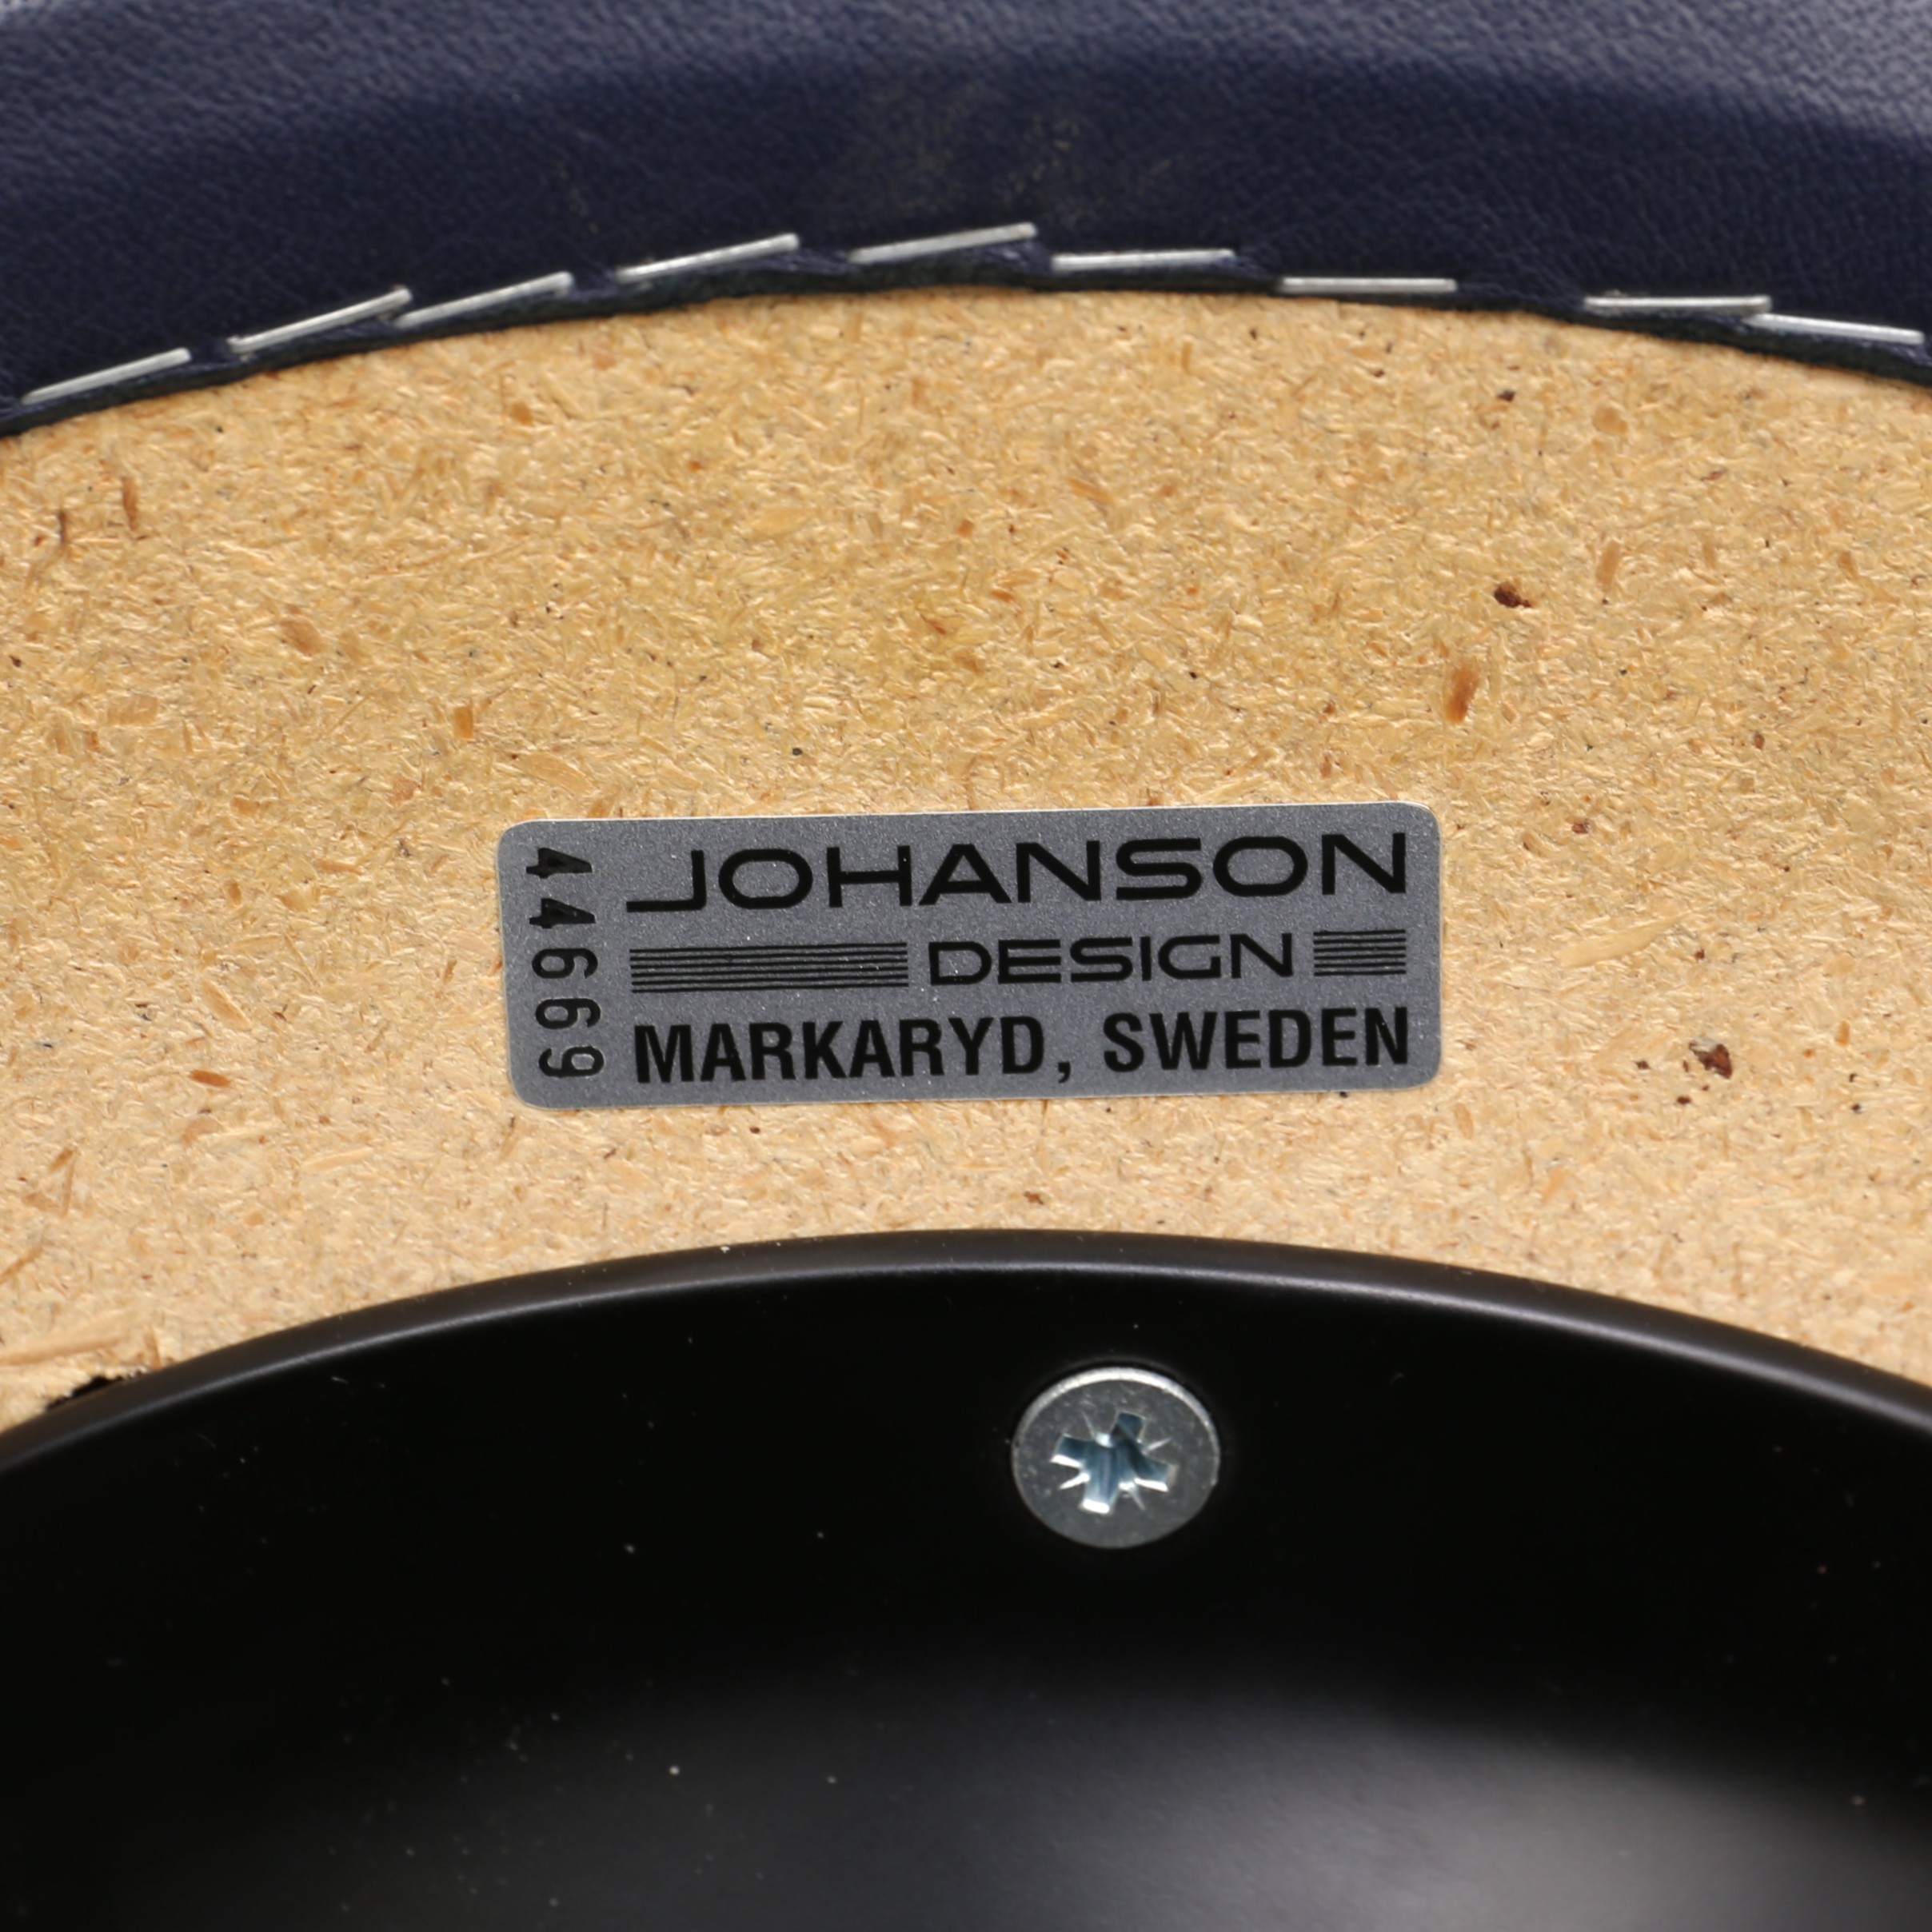 JOHANSON
DESIGN
MARKARYD, SWEDEN
44669